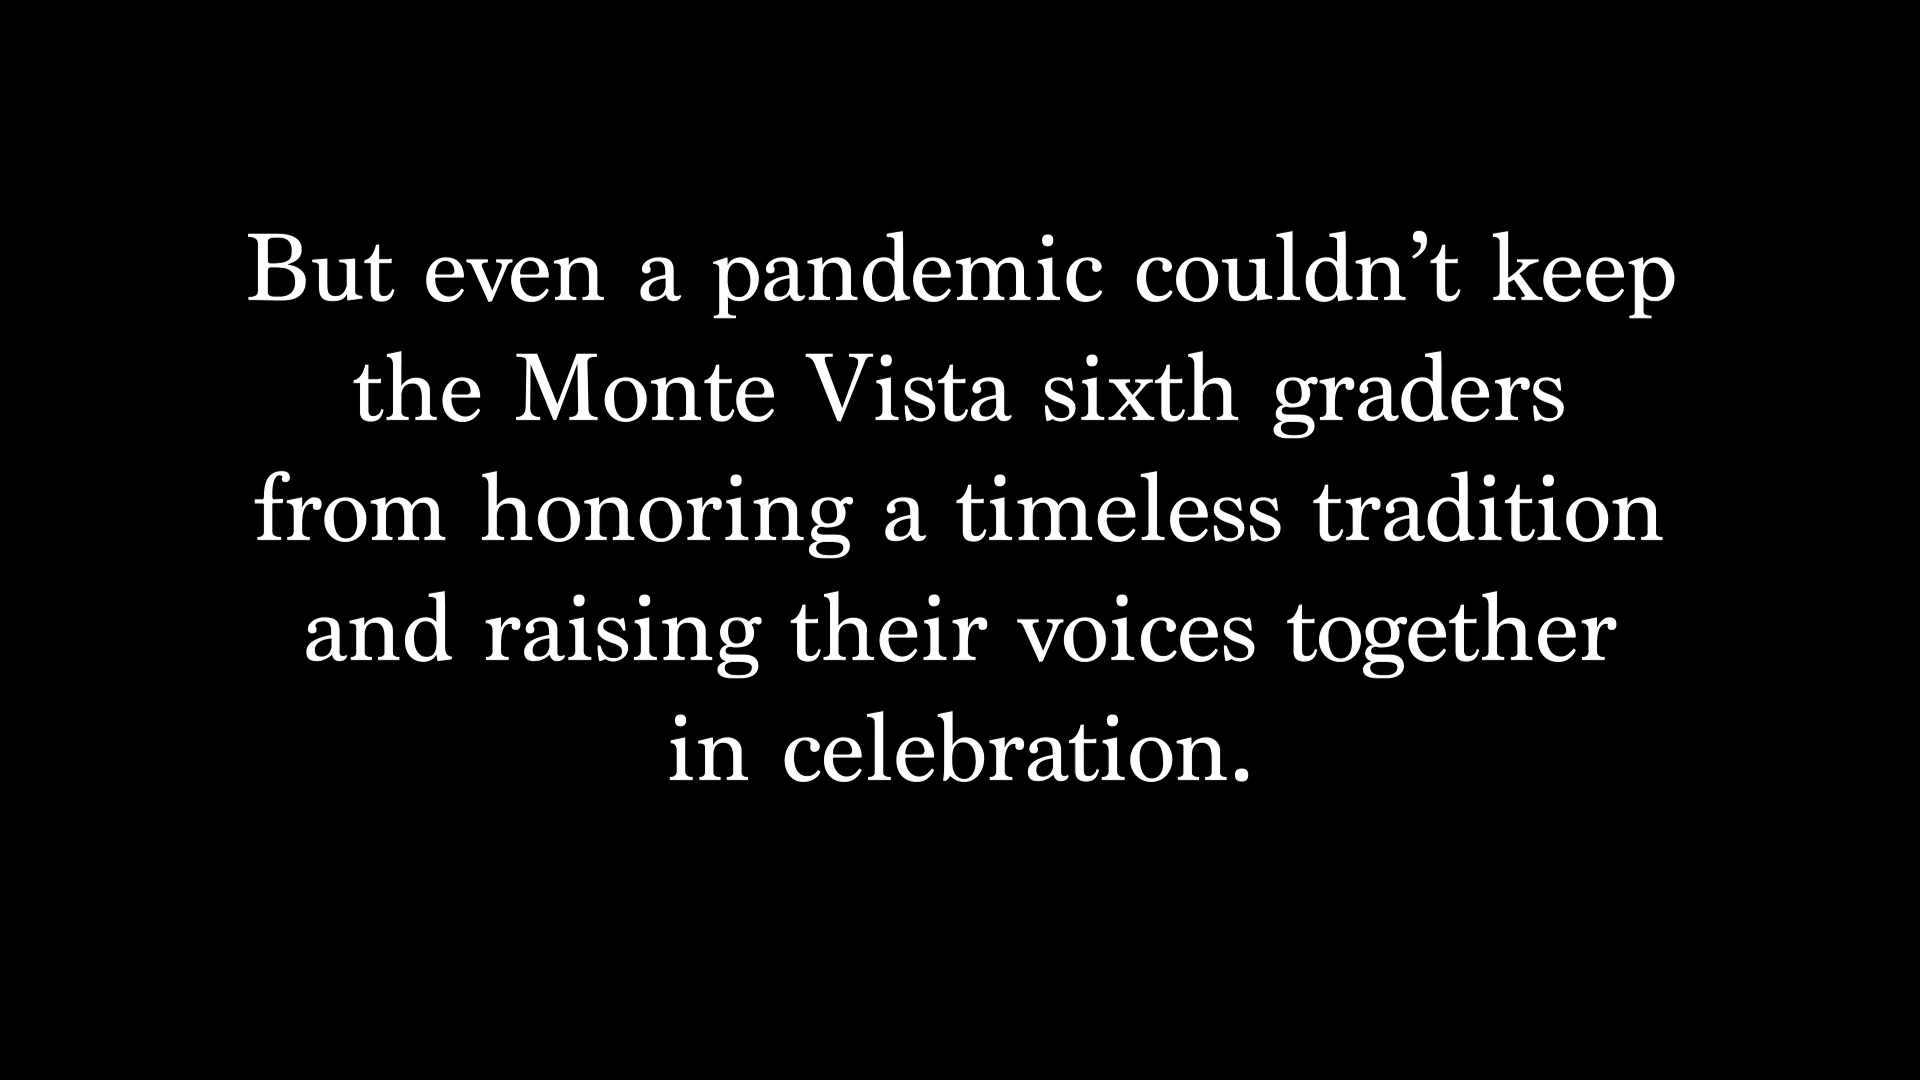 But even a pandemic couldn’t keep
the Monte Vista sixth graders
from honoring a timeless tradition
and raising their voices together
in celebration.